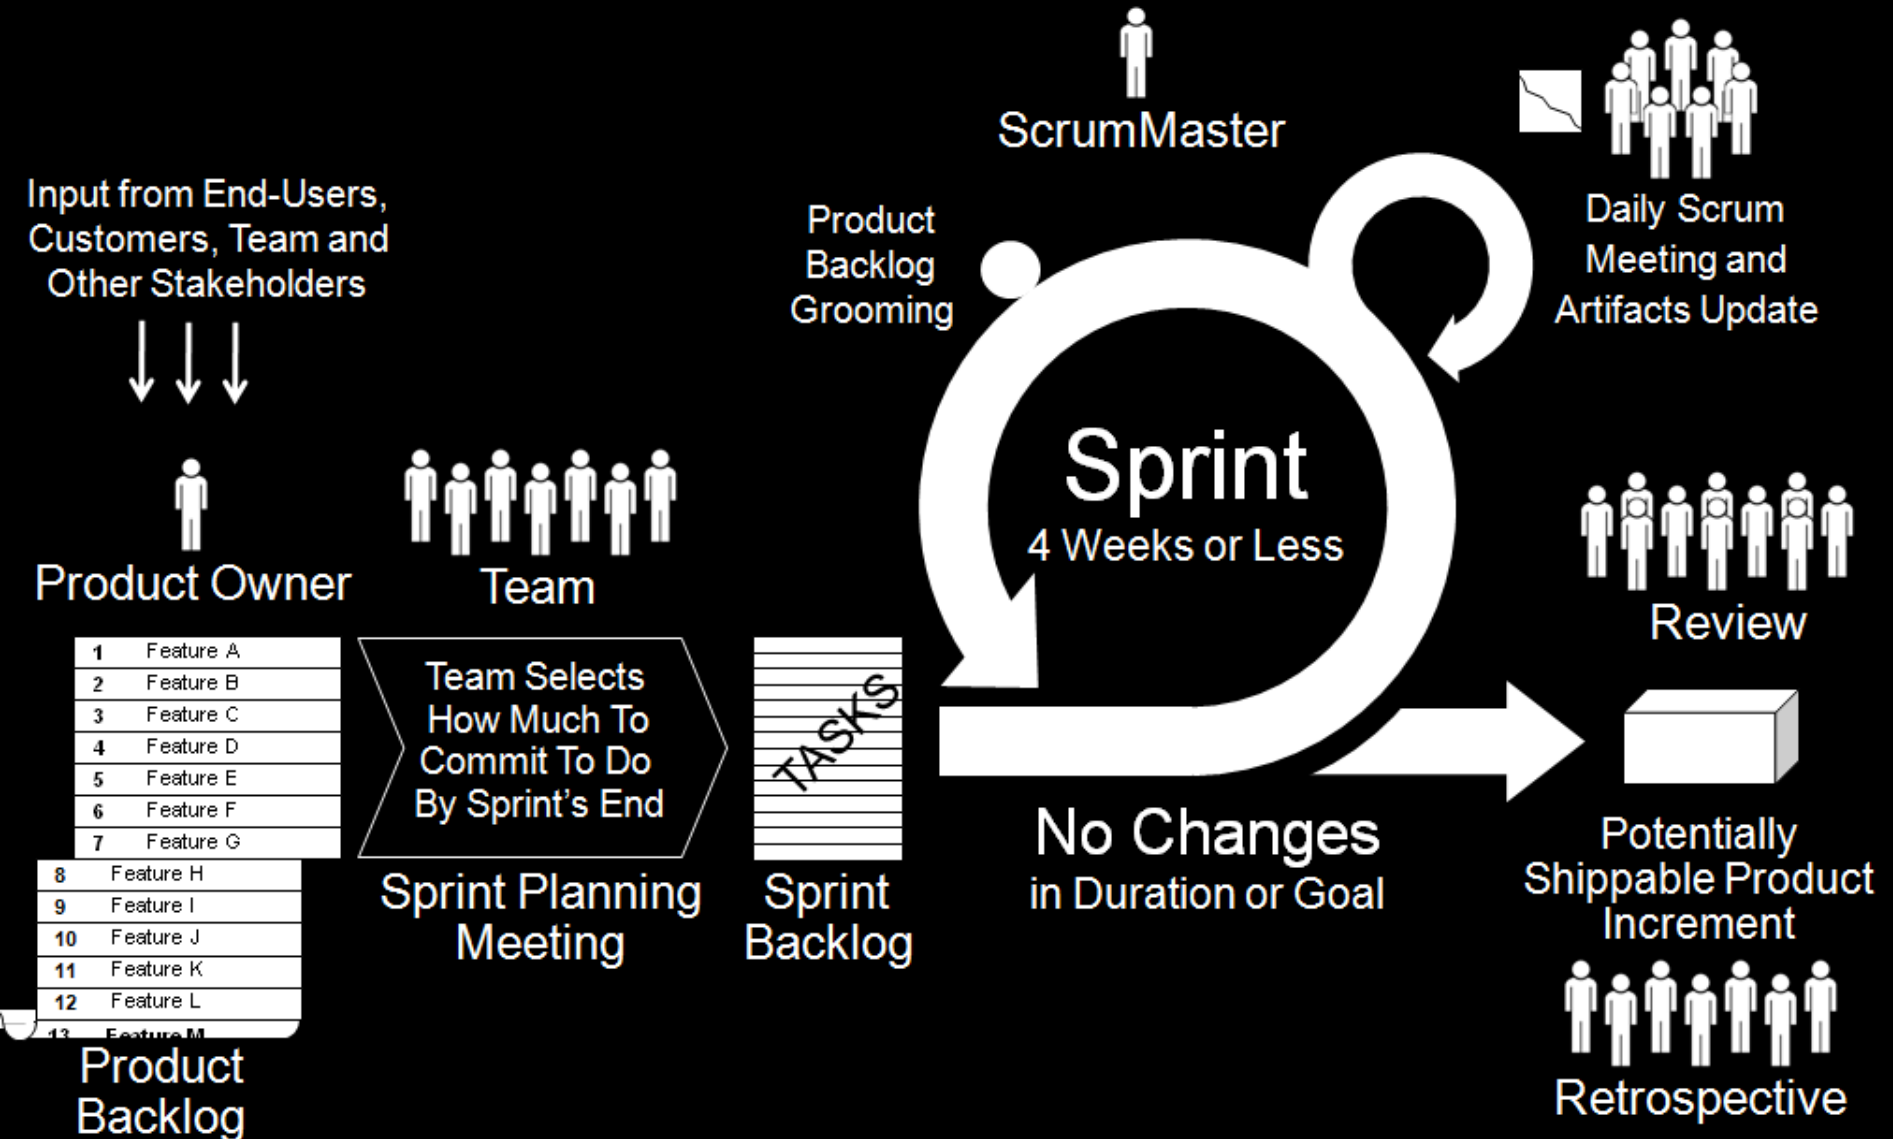 ScrumMaster
Input from End-Users,
Customers, Team and
Other Stakeholders
Product
Backlog
Grooming
Daily Scrum
Meeting and
Artifacts Update
Sprint
4 Weeks or Less
Product Owner
Team
Review
1 Feature A
2 Feature B
3 Feature C
4 Feature D
5 Feature E
6 Feature F
7 Feature G
8 Feature H
9 Feature I
10 Feature J
11 Feature K
12 Feature L
13 Feature M
Product
Backlog
Team Selects
How Much To
Commit To Do
By Sprint's End
Sprint Planning
Meeting
TASKS
Sprint
Backlog
No Changes
in Duration or Goal
Potentially
Shippable Product
Increment
Retrospective